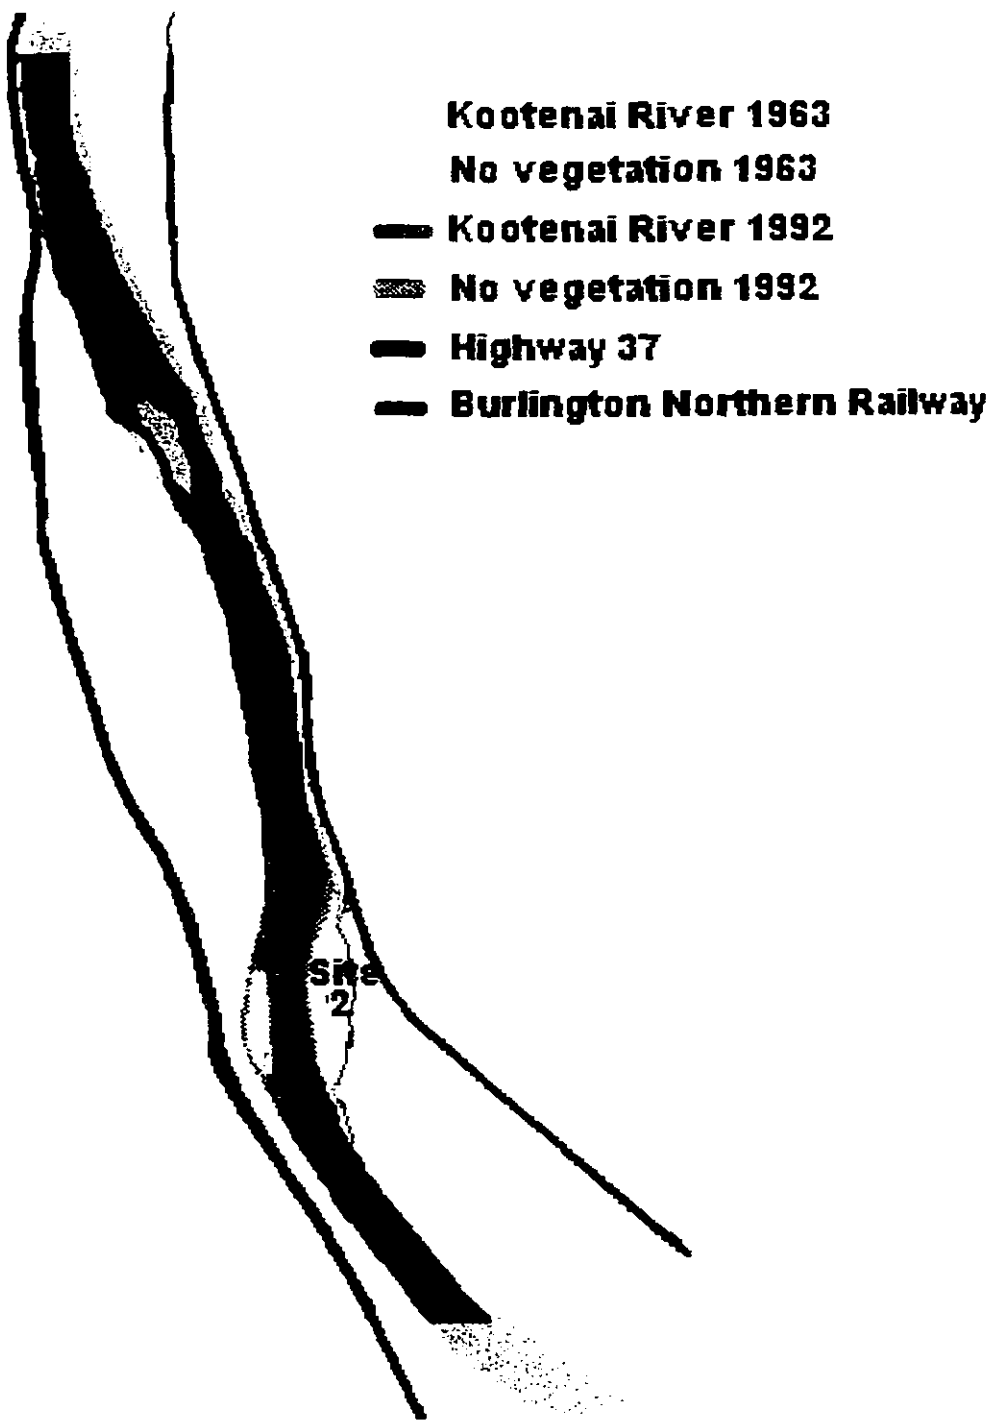 Kootenai River 1963
No vegetation 1963
Kootenai River 1992
No vegetation 1992
Highway 37
Burlington Northern Railway
Site
2